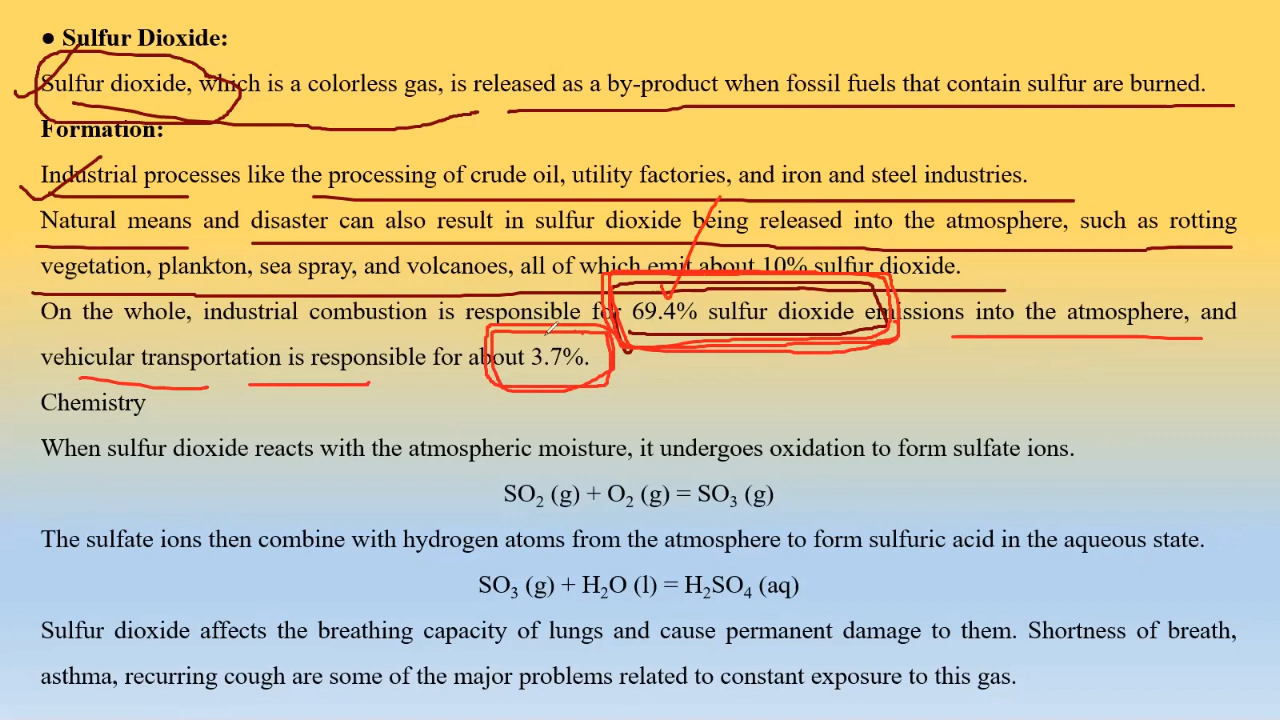 ● Sulfur Dioxide:
Sulfur dioxide, which is a colorless gas, is released as a by-product when fossil fuels that contain sulfur are burned.
Formation:
Industrial processes like the processing of crude oil, utility factories, and iron and steel industries.
Natural means and disaster can also result in sulfur dioxide being released into the atmosphere, such as rotting
vegetation, plankton, sea spray, and volcanoes, all of which emit about 10% sulfur dioxide.
On the whole, industrial combustion is responsible for 69.4% sulfur dioxide emissions into the atmosphere, and
vehicular transportation is responsible for about 3.7%.
Chemistry
When sulfur dioxide reacts with the atmospheric moisture, it undergoes oxidation to form sulfate ions.
SO₂ (g) + O₂ (g) = SO₃ (g)
The sulfate ions then combine with hydrogen atoms from the atmosphere to form sulfuric acid in the aqueous state.
SO₃ (g) + H₂O (l) = H₂SO₄ (aq)
Sulfur dioxide affects the breathing capacity of lungs and cause permanent damage to them. Shortness of breath,
asthma, recurring cough are some of the major problems related to constant exposure to this gas.